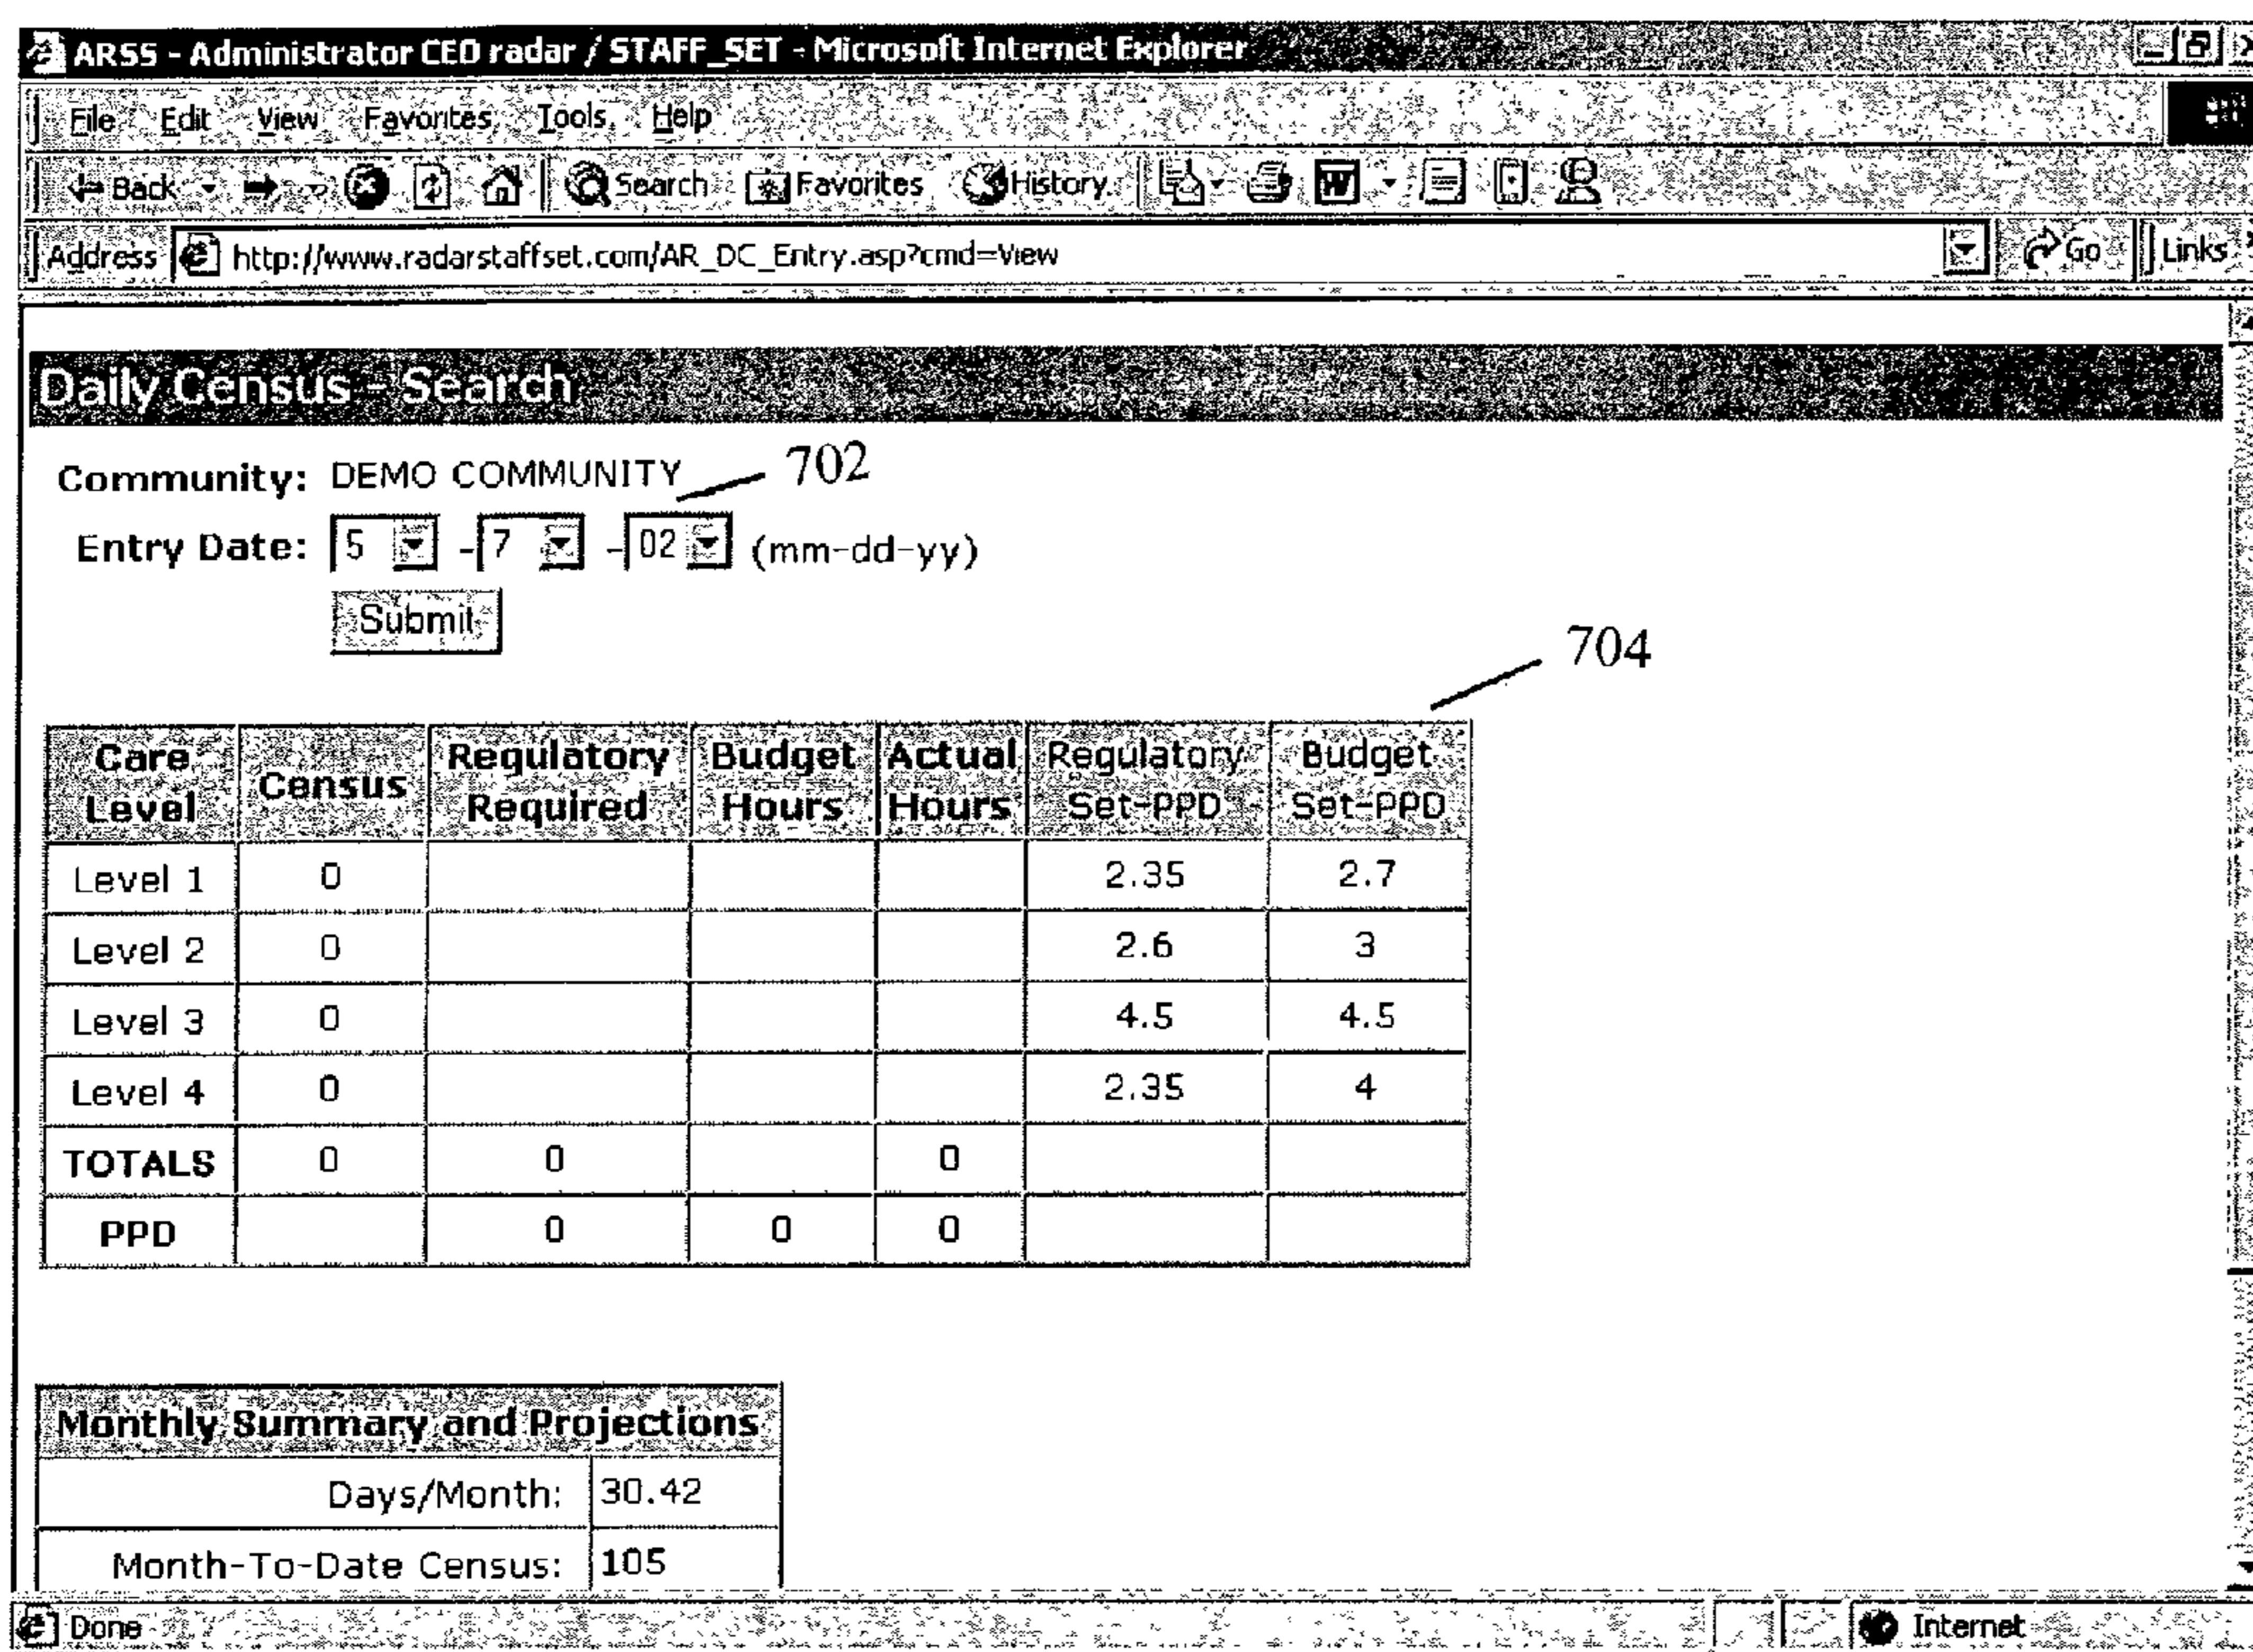 ARSS - Administrator CEO radar / STAFF_SET - Microsoft Internet Explorer
File Edit View Favorites Tools Help
Back Search Favorites History
Address http://www.radarstaffset.com/AR_DC_Entry.asp?cmd=View Go Links
Daily Census - Search
Community: DEMO COMMUNITY 702
Entry Date: 5 - 7 - 02 (mm-dd-yy)
Submit
704
Care Level Census Regulatory Required Budget Hours Actual Hours Regulatory Set-PPD Budget Set-PPD
Level 1 0 2.35 2.7
Level 2 0 2.6 3
Level 3 0 4.5 4.5
Level 4 0 2.35 4
TOTALS 0 0 0
PPD 0 0 0
Monthly Summary and Projections
Days/Month: 30.42
Month-To-Date Census: 105
Done Internet